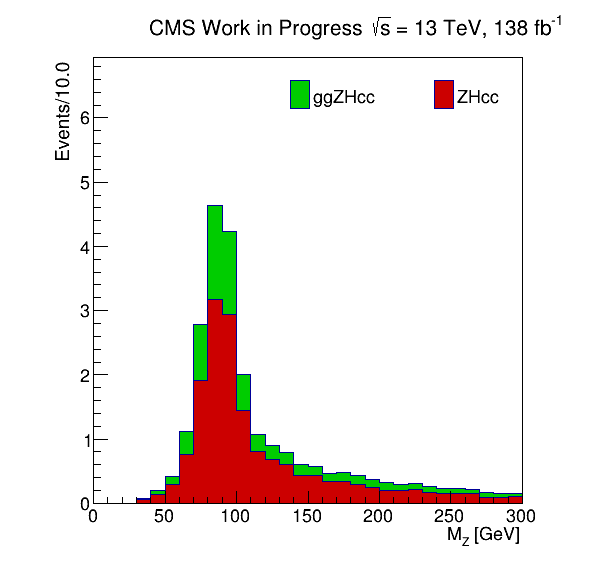 CMS Work in Progress √s = 13 TeV, 138 fb⁻¹
Events/10.0
ggZHcc
ZHcc
6
5
4
3
2
1
0
0 50 100 150 200 250 300
M_Z [GeV]